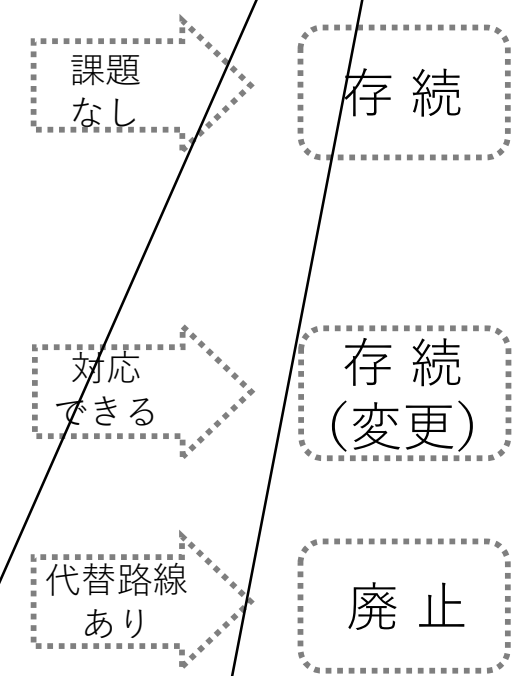 課題
なし
存 続
対応
できる
存 続
(変更)
代替路線
あり
廃 止